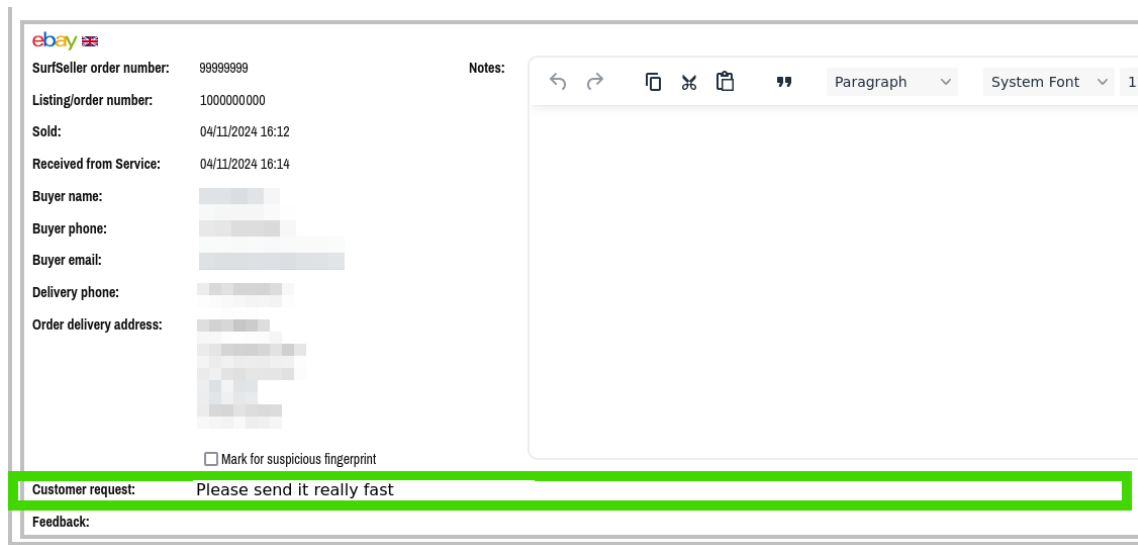 ebay
SurfSeller order number: 99999999 Notes: Paragraph System Font 1
Listing/order number: 1000000000
Sold: 04/11/2024 16:12
Received from Service: 04/11/2024 16:14
Buyer name:
Buyer phone:
Buyer email:
Delivery phone:
Order delivery address:
Mark for suspicious fingerprint
Customer request: Please send it really fast
Feedback: